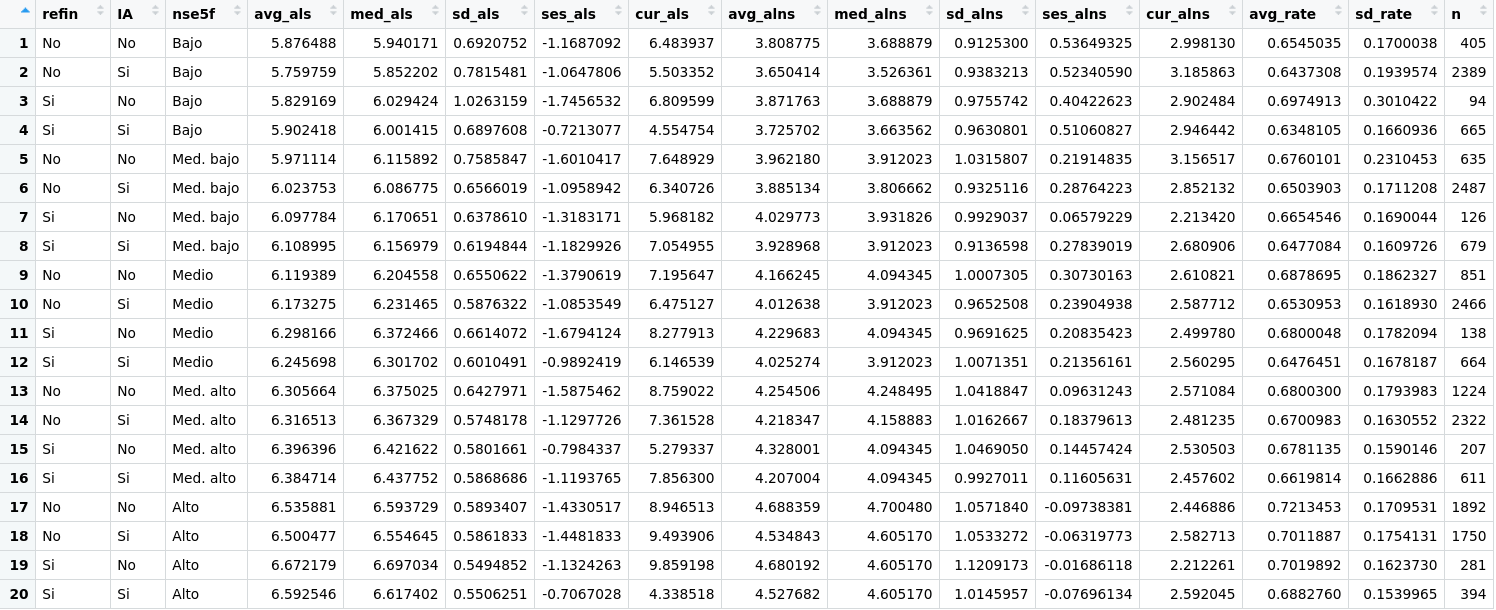 refin IA nse5f avg_als med_als sd_als ses_als cur_als avg_alns med_alns sd_alns ses_alns cur_alns avg_rate sd_rate n
1 No No Bajo 5.876488 5.940171 0.6920752 -1.1687092 6.483937 3.808775 3.688879 0.9125300 0.53649325 2.998130 0.6545035 0.1700038 405
2 No Si Bajo 5.759759 5.852202 0.7815481 -1.0647806 5.503352 3.650414 3.526361 0.9383213 0.52340590 3.185863 0.6437308 0.1939574 2389
3 Si No Bajo 5.829169 6.029424 1.0263159 -1.7456532 6.809599 3.871763 3.688879 0.9755742 0.40422623 2.902484 0.6974913 0.3010422 94
4 Si Si Bajo 5.902418 6.001415 0.6897608 -0.7213077 4.554754 3.725702 3.663562 0.9630801 0.51060827 2.946442 0.6348105 0.1660936 665
5 No No Med. bajo 5.971114 6.115892 0.7585847 -1.6010417 7.648929 3.962180 3.912023 1.0315807 0.21914835 3.156517 0.6760101 0.2310453 635
6 No Si Med. bajo 6.023753 6.086775 0.6566019 -1.0958942 6.340726 3.885134 3.806662 0.9325116 0.28764223 2.852132 0.6503903 0.1711208 2487
7 Si No Med. bajo 6.097784 6.170651 0.6378610 -1.3183171 5.968182 4.029773 3.931826 0.9929037 0.06579229 2.213420 0.6654546 0.1690044 126
8 Si Si Med. bajo 6.108995 6.156979 0.6194844 -1.1829926 7.054955 3.928968 3.912023 0.9136598 0.27839019 2.680906 0.6477084 0.1609726 679
9 No No Medio 6.119389 6.204558 0.6550622 -1.3790619 7.195647 4.166245 4.094345 1.0007305 0.30730163 2.610821 0.6878695 0.1862327 851
10 No Si Medio 6.173275 6.231465 0.5876322 -1.0853549 6.475127 4.012638 3.912023 0.9652508 0.23904938 2.587712 0.6530953 0.1618930 2466
11 Si No Medio 6.298166 6.372466 0.6614072 -1.6794124 8.277913 4.229683 4.094345 0.9691625 0.20835423 2.499780 0.6800048 0.1782094 138
12 Si Si Medio 6.245698 6.301702 0.6010491 -0.9892419 6.146539 4.025274 3.912023 1.0071351 0.21356161 2.560295 0.6476451 0.1678187 664
13 No No Med. alto 6.305664 6.375025 0.6427971 -1.5875462 8.759022 4.254506 4.248495 1.0418847 0.09631243 2.571084 0.6800300 0.1793983 1224
14 No Si Med. alto 6.316513 6.367329 0.5748178 -1.1297726 7.361528 4.218347 4.158883 1.0162667 0.18379613 2.481235 0.6700983 0.1630552 2322
15 Si No Med. alto 6.396396 6.421622 0.5801661 -0.7984337 5.279337 4.328001 4.094345 1.0469050 0.14457424 2.530503 0.6781135 0.1590146 207
16 Si Si Med. alto 6.384714 6.437752 0.5868686 -1.1193765 7.856300 4.207004 4.094345 0.9927011 0.11605631 2.457602 0.6619814 0.1662886 611
17 No No Alto 6.535881 6.593729 0.5893407 -1.4330517 8.946513 4.688359 4.700480 1.0571840 -0.09738381 2.446886 0.7213453 0.1709531 1892
18 No Si Alto 6.500477 6.554645 0.5861833 -1.4481833 9.493906 4.534843 4.605170 1.0533272 -0.06319773 2.582713 0.7011887 0.1754131 1750
19 Si No Alto 6.672179 6.697034 0.5494852 -1.1324263 9.859198 4.680192 4.605170 1.1209173 -0.01686118 2.212261 0.7019892 0.1623730 281
20 Si Si Alto 6.592546 6.617402 0.5506251 -0.7067028 4.338518 4.527682 4.605170 1.0145957 -0.07696134 2.592045 0.6882760 0.1539965 394